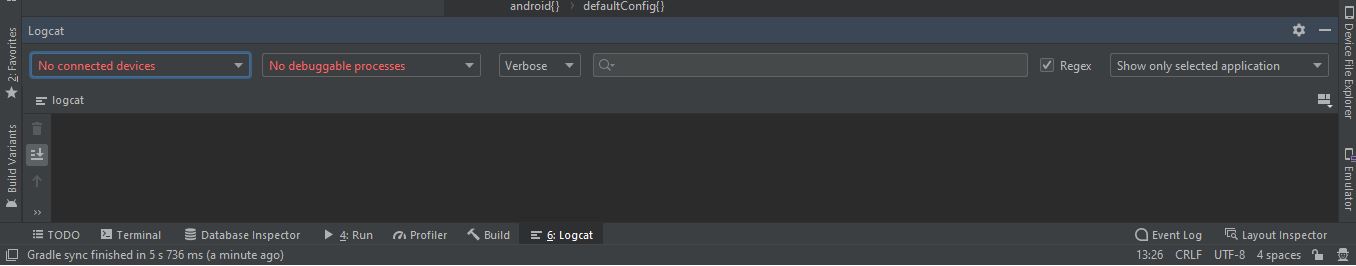 android{} › defaultConfig{}
Logcat
No connected devices No debuggable processes Verbose Regex Show only selected application
logcat
2: Favorites
Build Variants
Device File Explorer
Emulator
TODO Terminal Database Inspector 4: Run Profiler Build 6: Logcat Event Log Layout Inspector
Gradle sync finished in 5 s 736 ms (a minute ago) 13:26 CRLF UTF-8 4 spaces